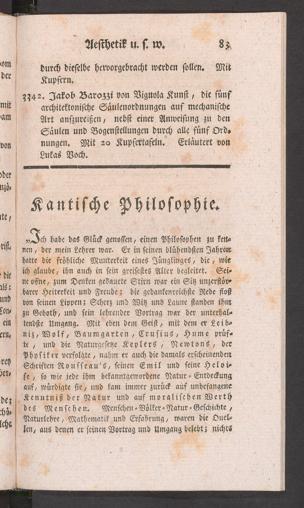 Aesthetik u. s. w. 83
durch dieselbe hervorgebracht werden sollen. Mit
Kupfern.
3342. Jakob Barozzi von Vignola Kunst, die fünf
architektonische Säulenordnungen auf mechanische
Art aufzureißen, nebst einer Anweisung zu den
Säulen und Bogenstellungen durch alle fünf Ord-
nungen. Mit 20 Kupfertafeln. Erläutert von
Lukas Voch.
Kantische Philosophie.
„Ich habe das Glück genossen, einen Philosophen zu ken-
nen, der mein Lehrer war. Er in seinen blühendsten Jahren
hatte die fröhliche Munterkeit eines Jünglinges, die, wie
ich glaube, ihn auch in sein greisestes Alter begleitet. Sei-
ne offne, zum Denken gebauete Stirn war ein Sitz unzerstör-
barer Heiterkeit und Freude; die gedankenreichste Rede floß
von seinen Lippen; Scherz und Witz und Laune standen ihm
zu Geboth, und sein lehrender Vortrag war der unterhal-
tendste Umgang. Mit eben dem Geist, mit dem er Leib-
nitz, Wolf, Baumgarten, Crusius, Hume prüf-
te, und die Naturgesetze Keplers, Newtons, der
Physiker verfolgte, nahm er auch die damals erscheinenden
Schriften Rousseau's, seinen Emil und seine Heloi-
se, so wie jede ihm bekanntgewordene Natur-Entdeckung
auf, würdigte sie, und kam immer zurück auf unbefangene
Kenntniß der Natur und auf moralischen Werth
des Menschen. Menschen-Völker-Natur-Geschichte,
Naturlehre, Mathematik und Erfahrung, waren die Quel-
len, aus denen er seinen Vortrag und Umgang belebt; nichts